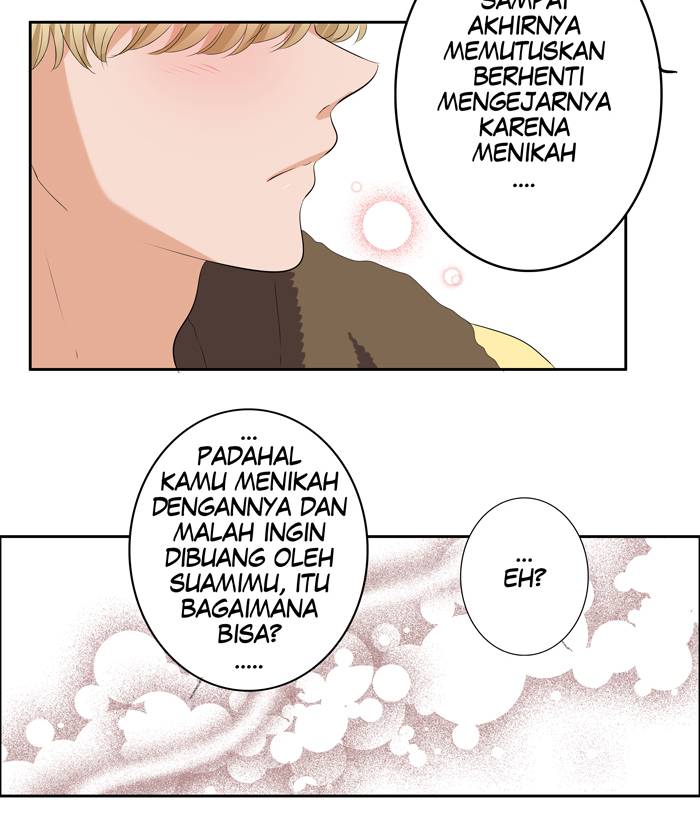 SAMPAI
AKHIRNYA
MEMUTUSKAN
BERHENTI
MENGEJARNYA
KARENA
MENIKAH
....
...
PADAHAL
KAMU MENIKAH
DENGANNYA DAN
MALAH INGIN
DIBUANG OLEH
SUAMIMU, ITU
BAGAIMANA
BISA?
.....
...
EH?